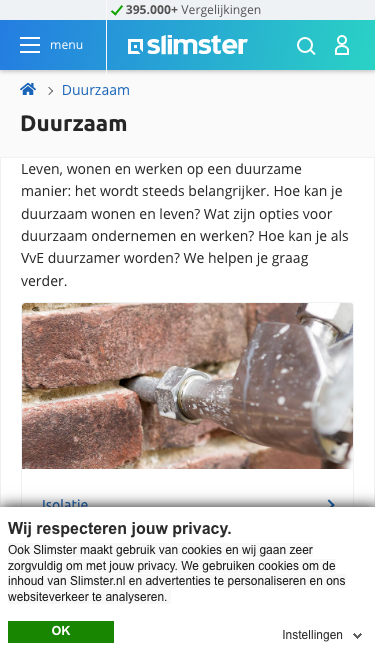 395.000+ Vergelijkingen
menu
slimster
Duurzaam
Duurzaam
Leven, wonen en werken op een duurzame
manier: het wordt steeds belangrijker. Hoe kan je
duurzaam wonen en leven? Wat zijn opties voor
duurzaam ondernemen en werken? Hoe kan je als
VvE duurzamer worden? We helpen je graag
verder.
Isolatie
Wij respecteren jouw privacy.
Ook Slimster maakt gebruik van cookies en wij gaan zeer
zorgvuldig om met jouw privacy. We gebruiken cookies om de
inhoud van Slimster.nl en advertenties te personaliseren en ons
websiteverkeer te analyseren.
OK
Instellingen